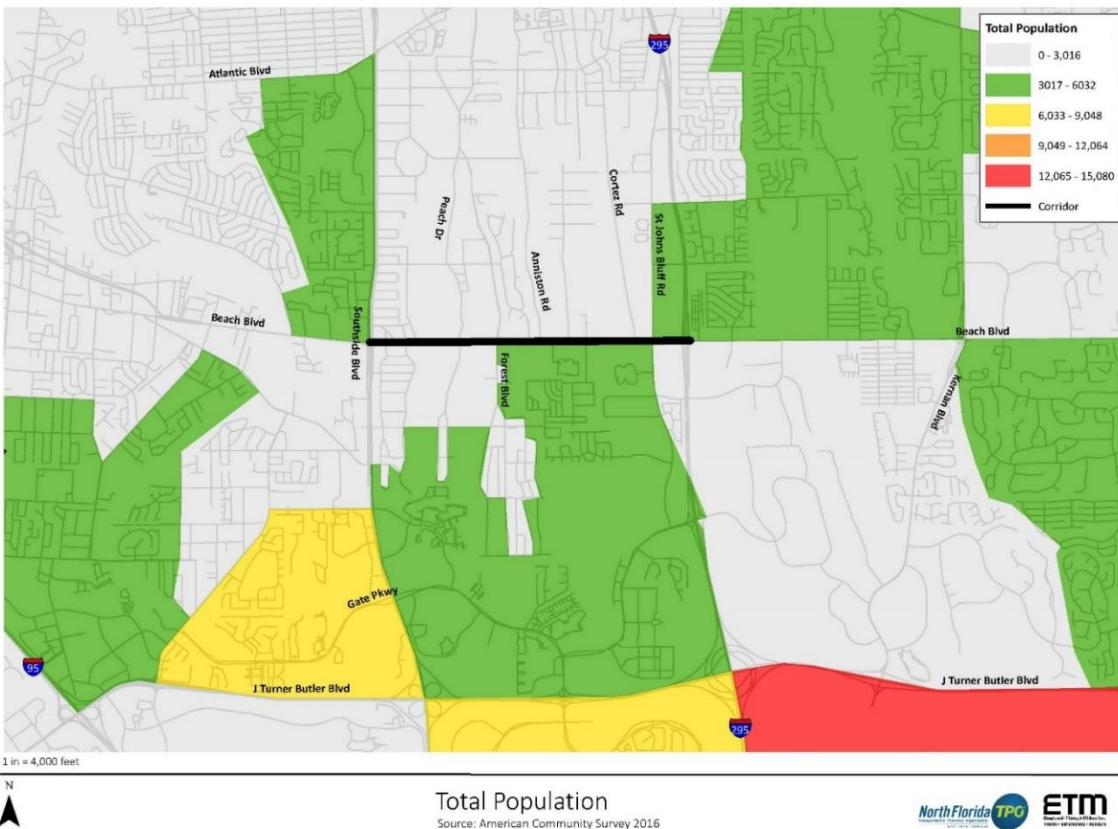 Total Population
0 - 3,016
3017 - 6032
6,033 - 9,048
9,049 - 12,064
12,065 - 15,080
Corridor
295
Atlantic Blvd
Peach Dr
Cortez Rd
Anniston Rd
St Johns Bluff Rd
Southside Blvd
Beach Blvd
Beach Blvd
Forest Blvd
Kernan Blvd
Gate Pkwy
95
J Turner Butler Blvd
J Turner Butler Blvd
295
1 in = 4,000 feet
N
Total Population
Source: American Community Survey 2016
North Florida TPO
ETM